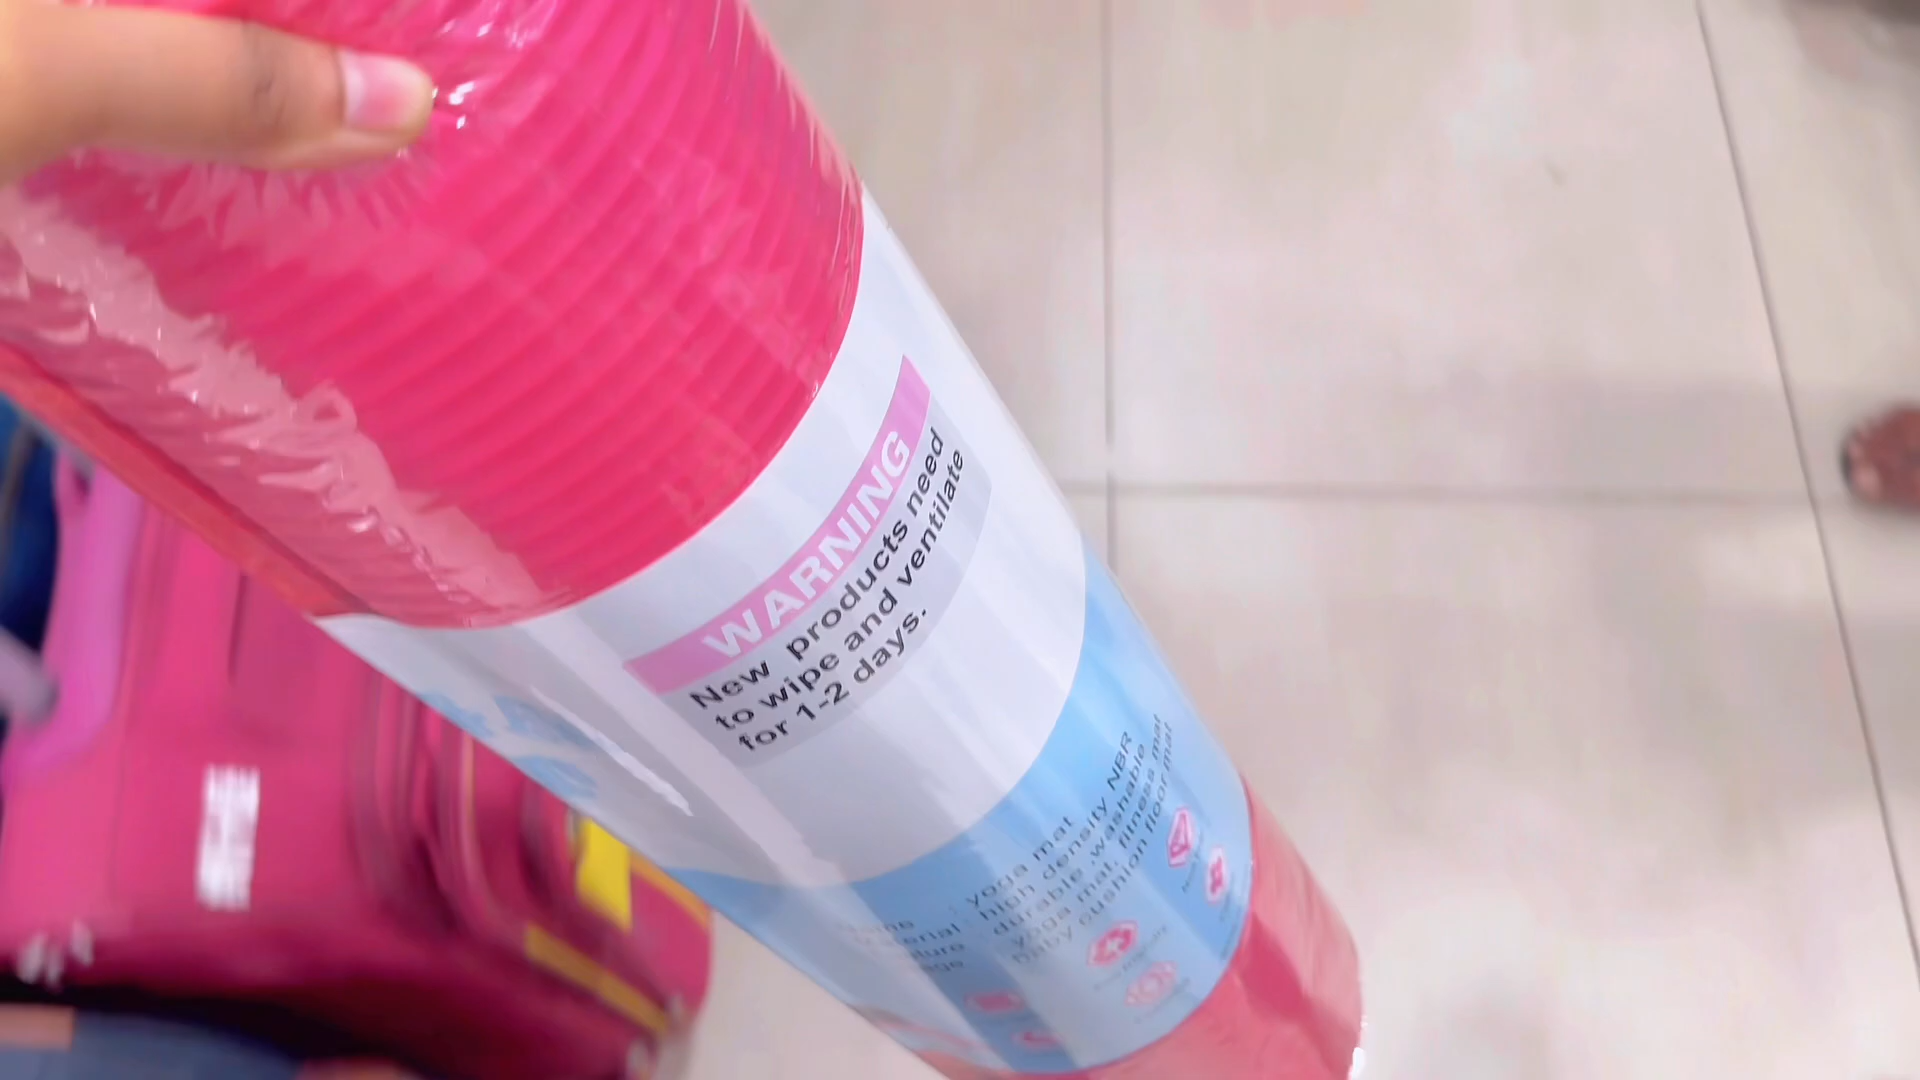 WARNING
New products need
to wipe and ventilate
for 1-2 days.
: yoga mat
: high density NBR
: durable ,washable
yoga mat, fitness mat
baby cushion floor mat